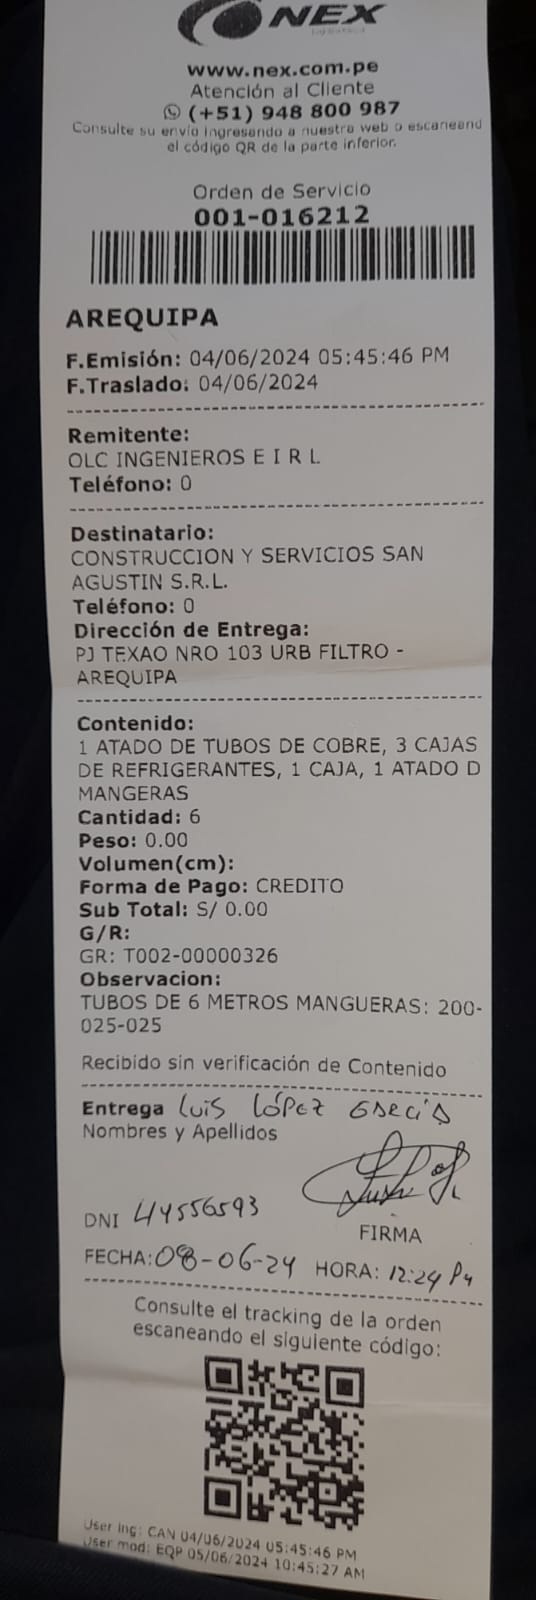 NEX
www.nex.com.pe
Atención al Cliente
(+51) 948 800 987
Consulte su envío ingresando a nuestra web o escaneand
el código QR de la parte inferior.
Orden de Servicio
001-016212
AREQUIPA
F.Emisión: 04/06/2024 05:45:46 PM
F.Traslado: 04/06/2024
Remitente:
OLC INGENIEROS E I R L
Teléfono: 0
Destinatario:
CONSTRUCCION Y SERVICIOS SAN
AGUSTIN S.R.L.
Teléfono: 0
Dirección de Entrega:
PJ TEXAO NRO 103 URB FILTRO -
AREQUIPA
Contenido:
1 ATADO DE TUBOS DE COBRE, 3 CAJAS
DE REFRIGERANTES, 1 CAJA, 1 ATADO D
MANGERAS
Cantidad: 6
Peso: 0.00
Volumen(cm):
Forma de Pago: CREDITO
Sub Total: S/ 0.00
G/R:
GR: T002-00000326
Observacion:
TUBOS DE 6 METROS MANGUERAS: 200-
025-025
Recibido sin verificación de Contenido
Entrega Luis LÓPEZ GARCÍA
Nombres y Apellidos
DNI 44556593
FIRMA
FECHA: 08-06-24 HORA: 12:24 PM
Consulte el tracking de la orden
escaneando el siguiente código:
User ing: CAN 04/06/2024 05:45:46 PM
User mod: EQP 05/06/2024 10:45:27 AM